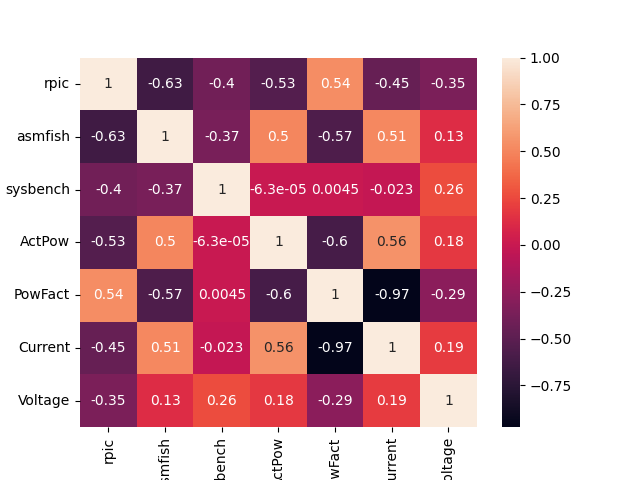 rpic 1 -0.63 -0.4 -0.53 0.54 -0.45 -0.35
asmfish -0.63 1 -0.37 0.5 -0.57 0.51 0.13
sysbench -0.4 -0.37 1 -6.3e-05 0.0045 -0.023 0.26
ActPow -0.53 0.5 -6.3e-05 1 -0.6 0.56 0.18
PowFact 0.54 -0.57 0.0045 -0.6 1 -0.97 -0.29
Current -0.45 0.51 -0.023 0.56 -0.97 1 0.19
Voltage -0.35 0.13 0.26 0.18 -0.29 0.19 1
rpic
smfish
bench
ctPow
wFact
urrent
oltage
1.00
0.75
0.50
0.25
0.00
−0.25
−0.50
−0.75